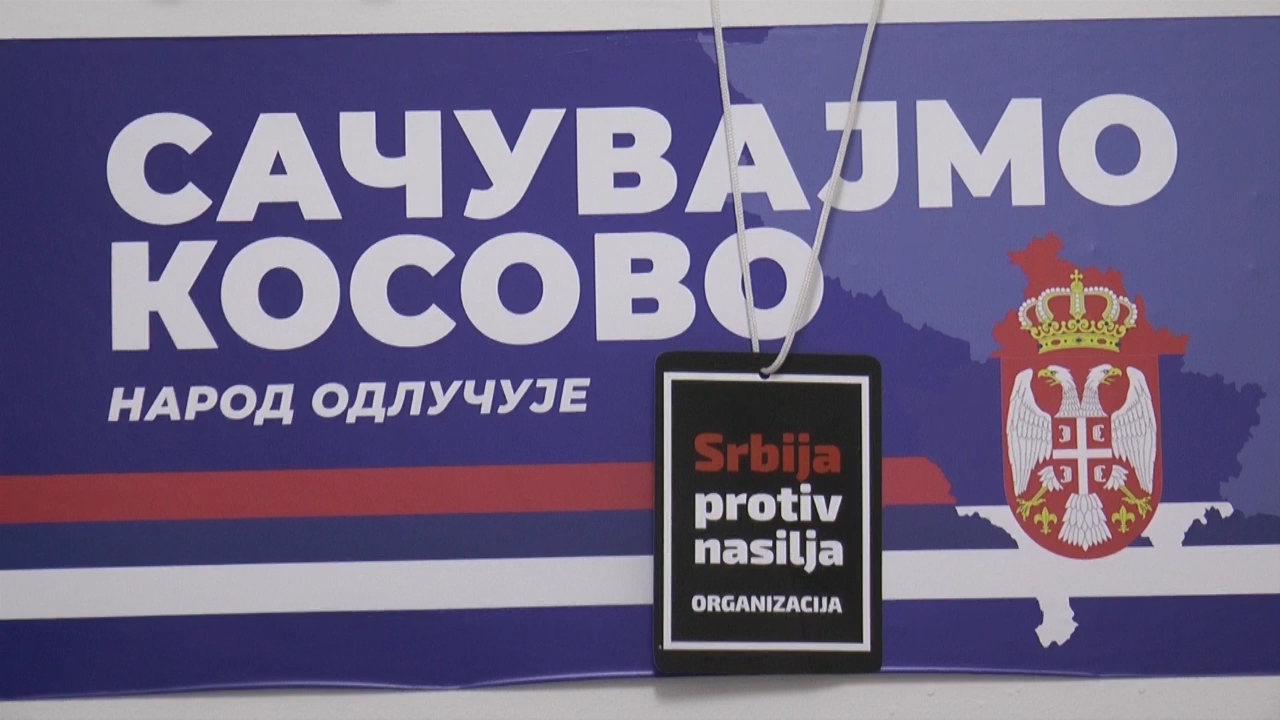 САЧУВАЈМО
КОСОВО
НАРОД ОДЛУЧУЈЕ
Srbija
protiv
nasilja
ORGANIZACIJA